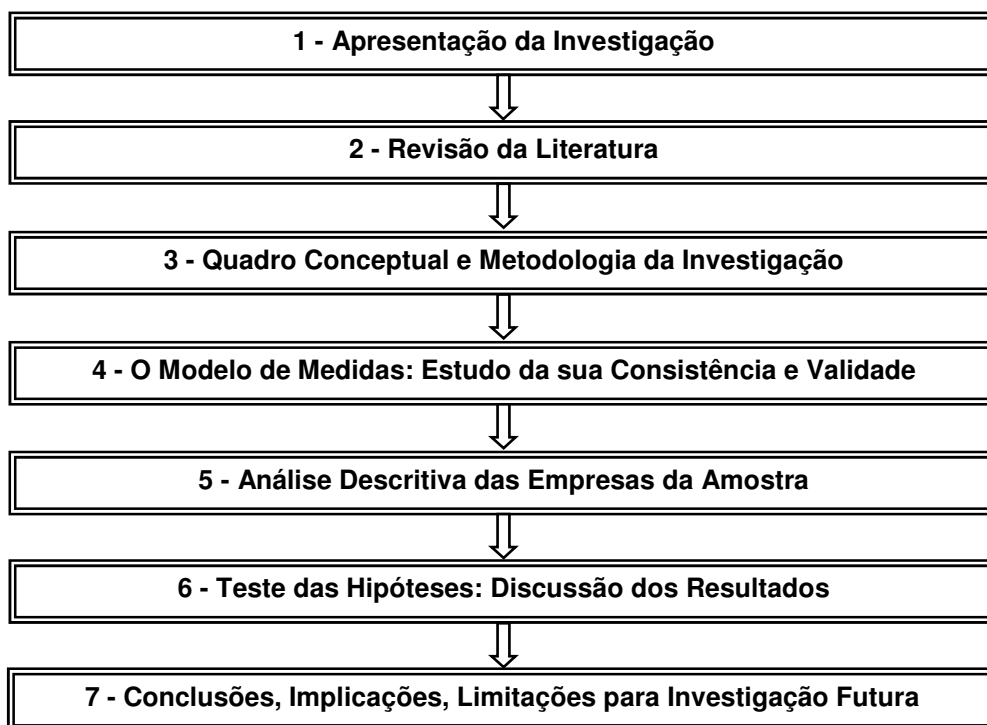 1 - Apresentação da Investigação
2 - Revisão da Literatura
3 - Quadro Conceptual e Metodologia da Investigação
4 - O Modelo de Medidas: Estudo da sua Consistência e Validade
5 - Análise Descritiva das Empresas da Amostra
6 - Teste das Hipóteses: Discussão dos Resultados
7 - Conclusões, Implicações, Limitações para Investigação Futura